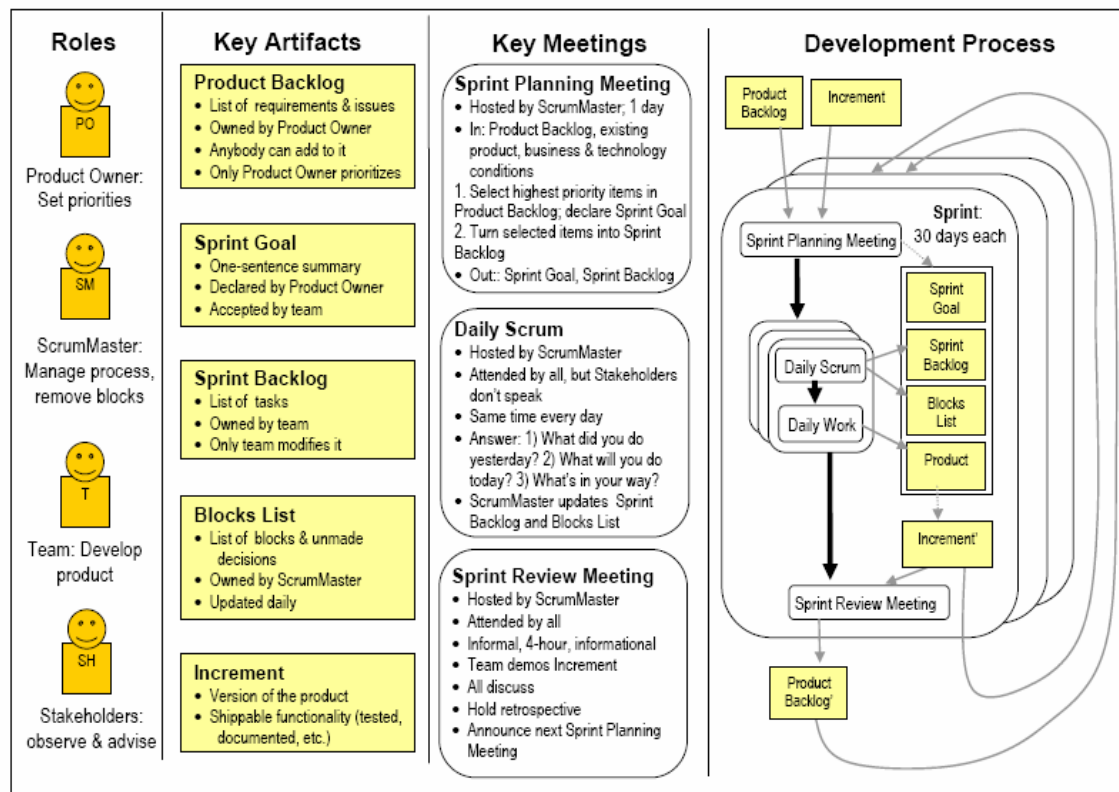 Roles
PO
Product Owner:
Set priorities
SM
ScrumMaster:
Manage process,
remove blocks
T
Team: Develop
product
SH
Stakeholders:
observe & advise
Key Artifacts
Product Backlog
• List of requirements & issues
• Owned by Product Owner
• Anybody can add to it
• Only Product Owner prioritizes
Sprint Goal
• One-sentence summary
• Declared by Product Owner
• Accepted by team
Sprint Backlog
• List of tasks
• Owned by team
• Only team modifies it
Blocks List
• List of blocks & unmade
decisions
• Owned by ScrumMaster
• Updated daily
Increment
• Version of the product
• Shippable functionality (tested,
documented, etc.)
Key Meetings
Sprint Planning Meeting
• Hosted by ScrumMaster; 1 day
• In: Product Backlog, existing
product, business & technology
conditions
1. Select highest priority items in
Product Backlog; declare Sprint Goal
2. Turn selected items into Sprint
Backlog
• Out:: Sprint Goal, Sprint Backlog
Daily Scrum
• Hosted by ScrumMaster
• Attended by all, but Stakeholders
don't speak
• Same time every day
• Answer: 1) What did you do
yesterday? 2) What will you do
today? 3) What's in your way?
• ScrumMaster updates Sprint
Backlog and Blocks List
Sprint Review Meeting
• Hosted by ScrumMaster
• Attended by all
• Informal, 4-hour, informational
• Team demos Increment
• All discuss
• Hold retrospective
• Announce next Sprint Planning
Meeting
Development Process
Product
Backlog
Increment
Sprint:
30 days each
Sprint Planning Meeting
Sprint
Goal
Sprint
Backlog
Blocks
List
Product
Daily Scrum
Daily Work
Increment'
Sprint Review Meeting
Product
Backlog'